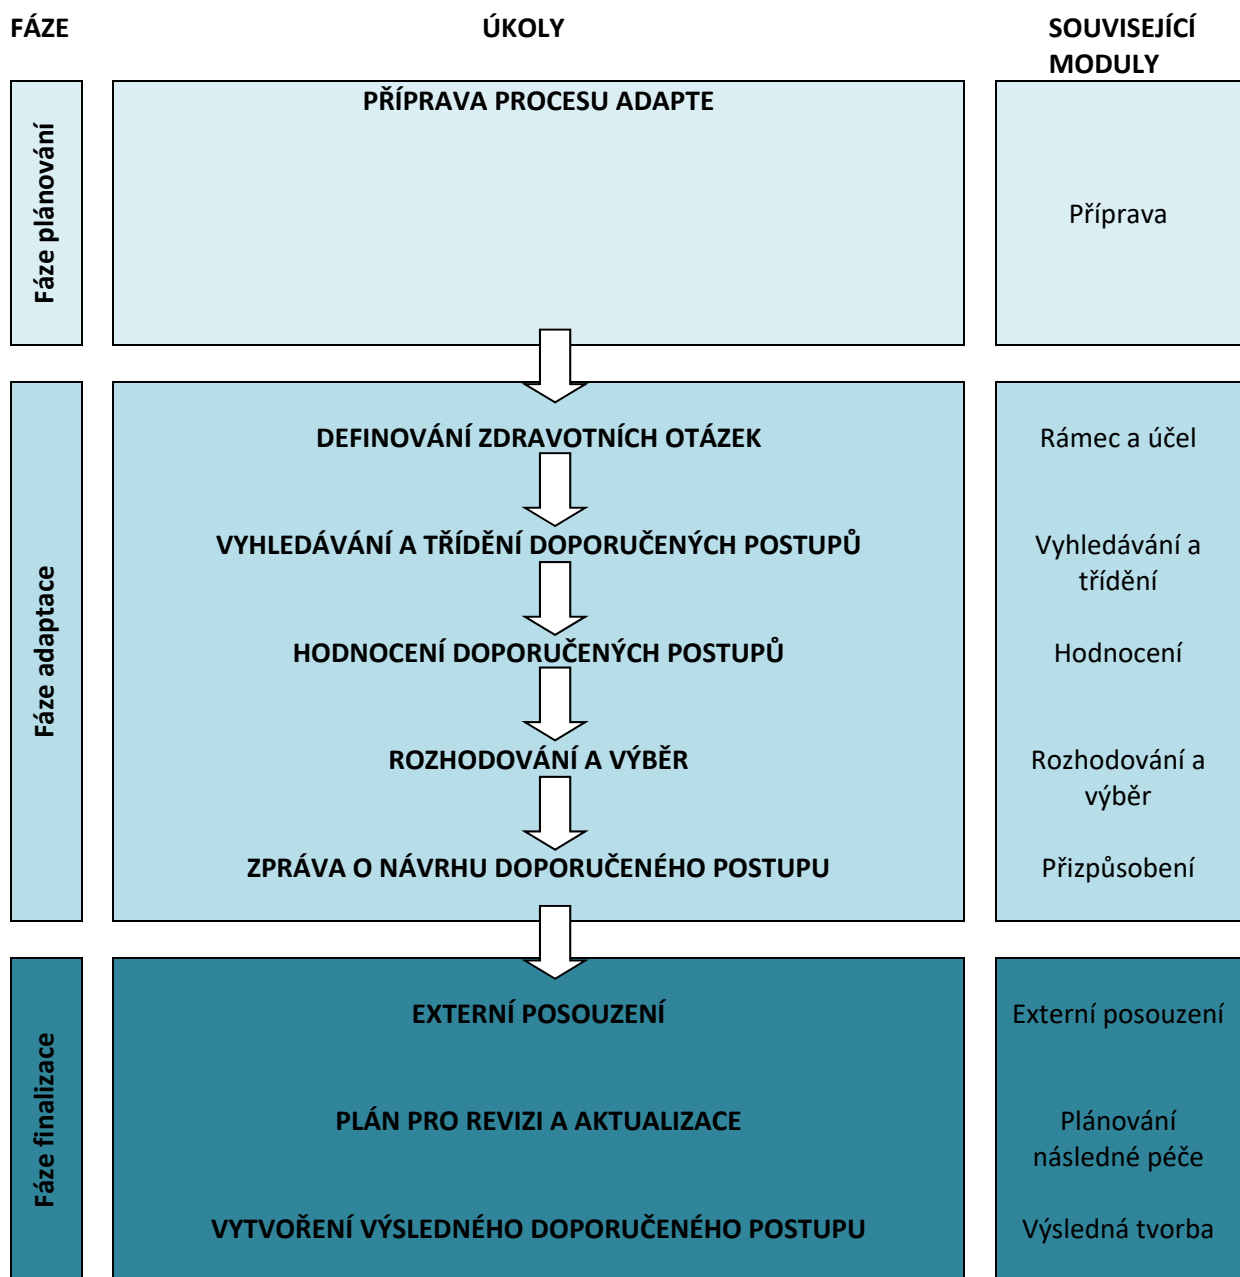 FÁZE
ÚKOLY
SOUVISEJÍCÍ
MODULY
Fáze plánování
PŘÍPRAVA PROCESU ADAPTE
Příprava
Fáze adaptace
DEFINOVÁNÍ ZDRAVOTNÍCH OTÁZEK
Rámec a účel
VYHLEDÁVÁNÍ A TŘÍDĚNÍ DOPORUČENÝCH POSTUPŮ
Vyhledávání a
třídění
HODNOCENÍ DOPORUČENÝCH POSTUPŮ
Hodnocení
ROZHODOVÁNÍ A VÝBĚR
Rozhodování a
výběr
ZPRÁVA O NÁVRHU DOPORUČENÉHO POSTUPU
Přizpůsobení
Fáze finalizace
EXTERNÍ POSOUZENÍ
Externí posouzení
PLÁN PRO REVIZI A AKTUALIZACE
Plánování
následné péče
VYTVOŘENÍ VÝSLEDNÉHO DOPORUČENÉHO POSTUPU
Výsledná tvorba